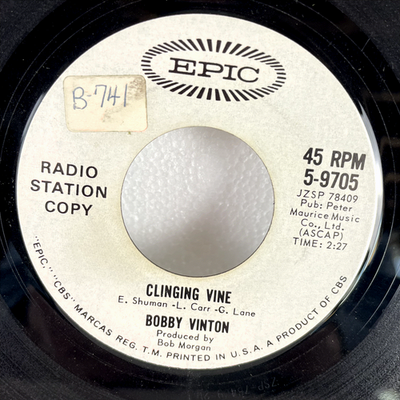 EPIC
B-741
RADIO
STATION
COPY
45 RPM
5-9705
JZSP 78409
Pub: Peter
Maurice Music
Co., Ltd.
(ASCAP)
TIME: 2:27
CLINGING VINE
E. Shuman -L. Carr -G. Lane
BOBBY VINTON
Produced by
Bob Morgan
"EPIC," "CBS" MARCAS REG. T.M. PRINTED IN U.S.A. A PRODUCT OF CBS